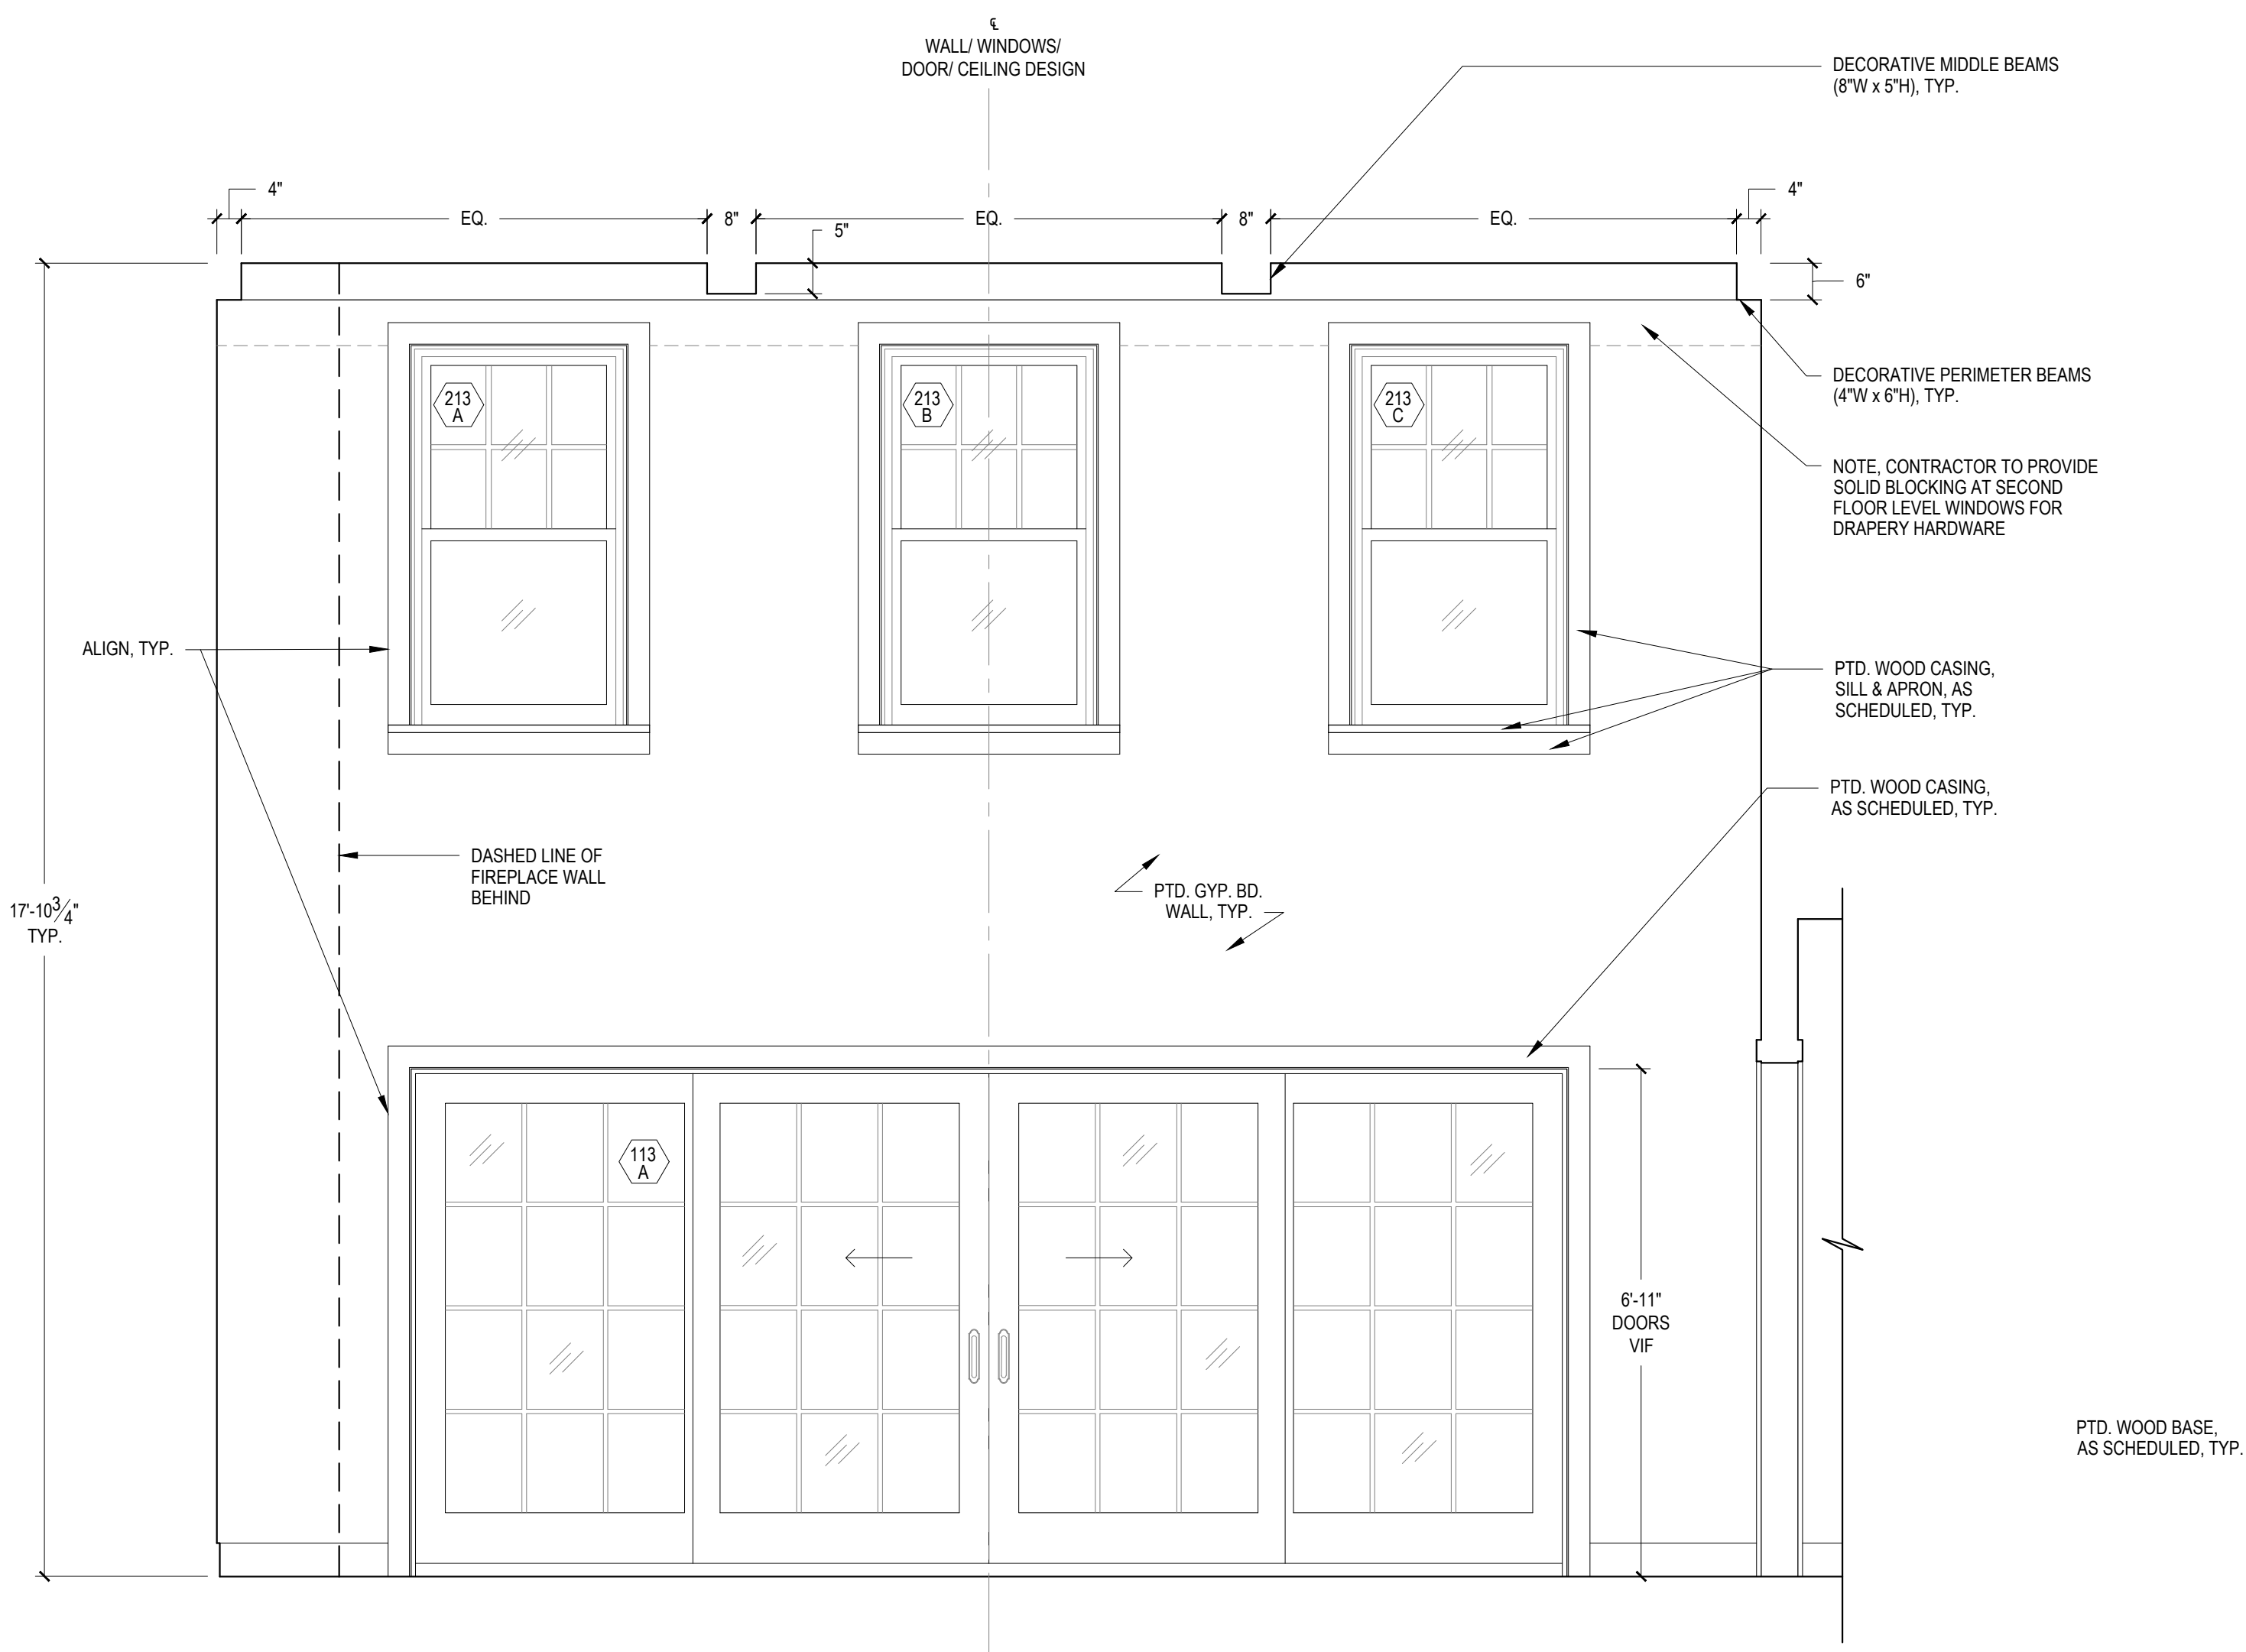 ℄
WALL/ WINDOWS/
DOOR/ CEILING DESIGN
DECORATIVE MIDDLE BEAMS
(8"W x 5"H), TYP.
4"
EQ.
8"
5"
EQ.
8"
EQ.
4"
6"
213
A
213
B
213
C
DECORATIVE PERIMETER BEAMS
(4"W x 6"H), TYP.
NOTE, CONTRACTOR TO PROVIDE
SOLID BLOCKING AT SECOND
FLOOR LEVEL WINDOWS FOR
DRAPERY HARDWARE
ALIGN, TYP.
PTD. WOOD CASING,
SILL & APRON, AS
SCHEDULED, TYP.
PTD. WOOD CASING,
AS SCHEDULED, TYP.
DASHED LINE OF
FIREPLACE WALL
BEHIND
PTD. GYP. BD.
WALL, TYP.
17'-10 3/4"
TYP.
113
A
6'-11"
DOORS
VIF
PTD. WOOD BASE,
AS SCHEDULED, TYP.